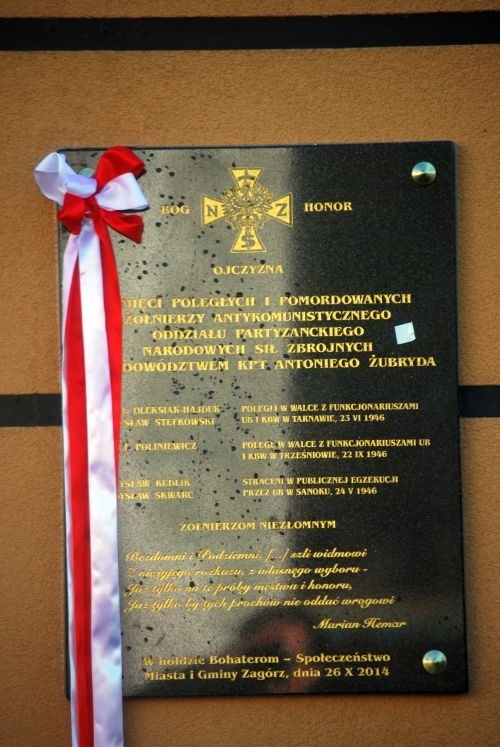 BÓG
N Z
HONOR
S
OJCZYZNA
POLEGŁYCH I POMORDOWANYCH
ŻOŁNIERZY ANTYKOMUNISTYCZNEGO
ODDZIAŁU PARTYZANCKIEGO
NARODOWYCH SIŁ ZBROJNYCH
DOWÓDZTWEM KPT. ANTONIEGO ŻUBRYDA
OLEKSIAK-HAJDUK
STEFKOWSKI
POLEGLI W WALCE Z FUNKCJONARIUSZAMI
UB I KBW W TARNAWIE, 23 VI 1946
POLINIEWICZ
POLEGŁ W WALCE Z FUNKCJONARIUSZAMI UB
I KBW W TRZEŚNIOWIE, 22 IX 1946
KUDLIK
SKWARC
STRACENI W PUBLICZNEJ EGZEKUCJI
PRZEZ UB W SANOKU, 24 V 1946
ŻOŁNIERZOM NIEZŁOMNYM
Bezdomni i Podziemni, [...] szli widmowi
Z niczyjego rozkazu, z własnego wyboru -
Już tylko na te próby męstwa i honoru,
Już tylko by tych prochów nie oddać wrogowi
Marian Hemar
W hołdzie Bohaterom – Społeczeństwo
Miasta i Gminy Zagórz, dnia 26 X 2014